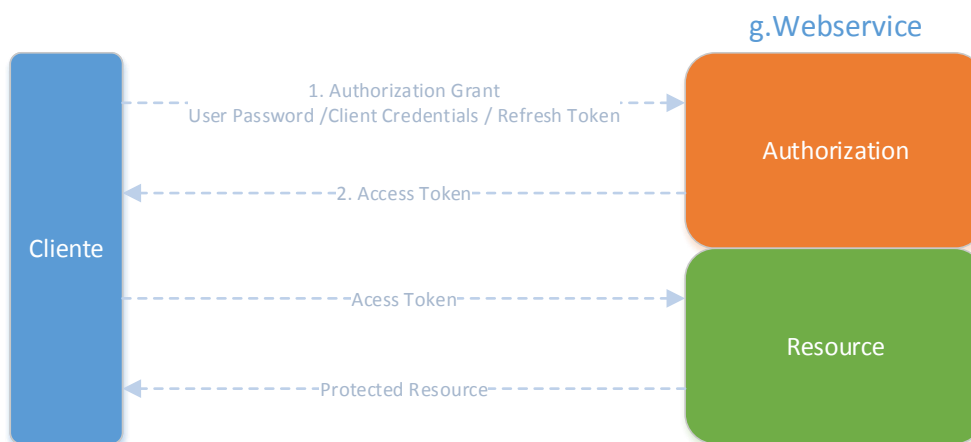 g.Webservice
1. Authorization Grant
User Password /Client Credentials / Refresh Token
Authorization
2. Access Token
Cliente
Acess Token
Resource
Protected Resource